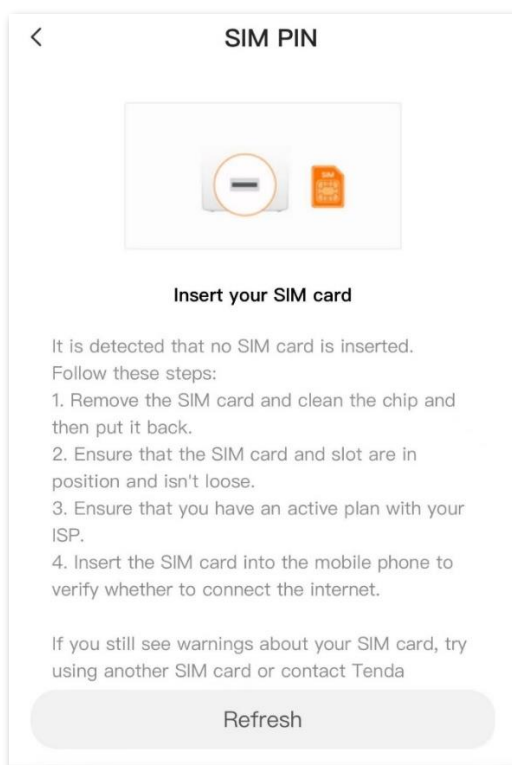 SIM PIN
SIM
Insert your SIM card
It is detected that no SIM card is inserted.
Follow these steps:
1. Remove the SIM card and clean the chip and
then put it back.
2. Ensure that the SIM card and slot are in
position and isn't loose.
3. Ensure that you have an active plan with your
ISP.
4. Insert the SIM card into the mobile phone to
verify whether to connect the internet.
If you still see warnings about your SIM card, try
using another SIM card or contact Tenda
Refresh